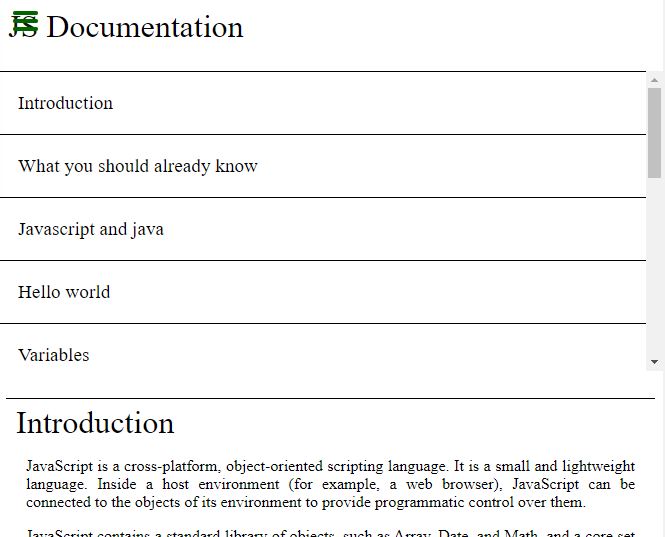 JS Documentation
Introduction
What you should already know
Javascript and java
Hello world
Variables
Introduction
JavaScript is a cross-platform, object-oriented scripting language. It is a small and lightweight
language. Inside a host environment (for example, a web browser), JavaScript can be
connected to the objects of its environment to provide programmatic control over them.
JavaScript contains a standard library of objects, such as Array, Date, and Math, and a core set